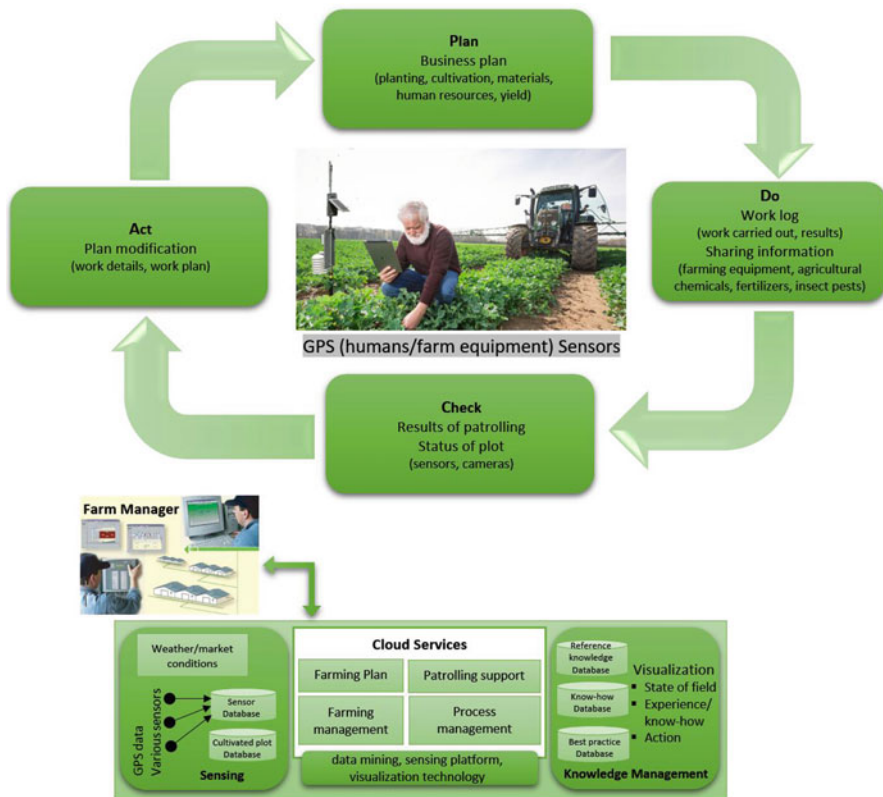 Plan
Business plan
(planting, cultivation, materials,
human resources, yield)
Act
Plan modification
(work details, work plan)
Do
Work log
(work carried out, results)
Sharing information
(farming equipment, agricultural
chemicals, fertilizers, insect pests)
GPS (humans/farm equipment) Sensors
Check
Results of patrolling
Status of plot
(sensors, cameras)
Farm Manager
Weather/market
conditions
GPS data
Various sensors
Sensor
Database
Cultivated plot
Database
Sensing
Cloud Services
Farming Plan
Patrolling support
Farming
management
Process
management
data mining, sensing platform,
visualization technology
Reference
knowledge
Database
Know-how
Database
Best practice
Database
Visualization
▪ State of field
▪ Experience/
know-how
▪ Action
Knowledge Management